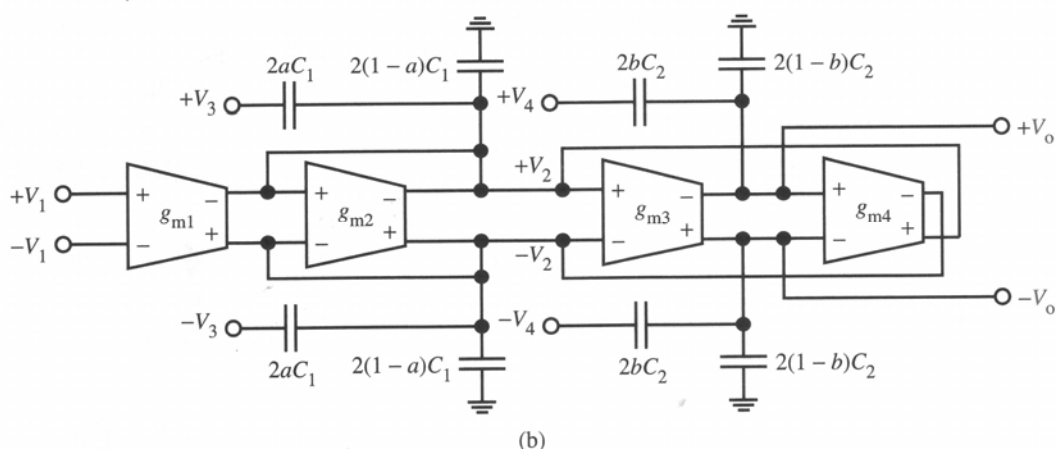 2aC₁
2(1 − a)C₁
2bC₂
2(1 − b)C₂
+V₃
+V₄
+Vₒ
+V₁
−V₁
+
−
−
+
gₘ₁
+
−
−
+
gₘ₂
+V₂
−V₂
+
−
−
+
gₘ₃
+
−
−
+
gₘ₄
−V₃
−V₄
−Vₒ
2aC₁
2(1 − a)C₁
2bC₂
2(1 − b)C₂
(b)